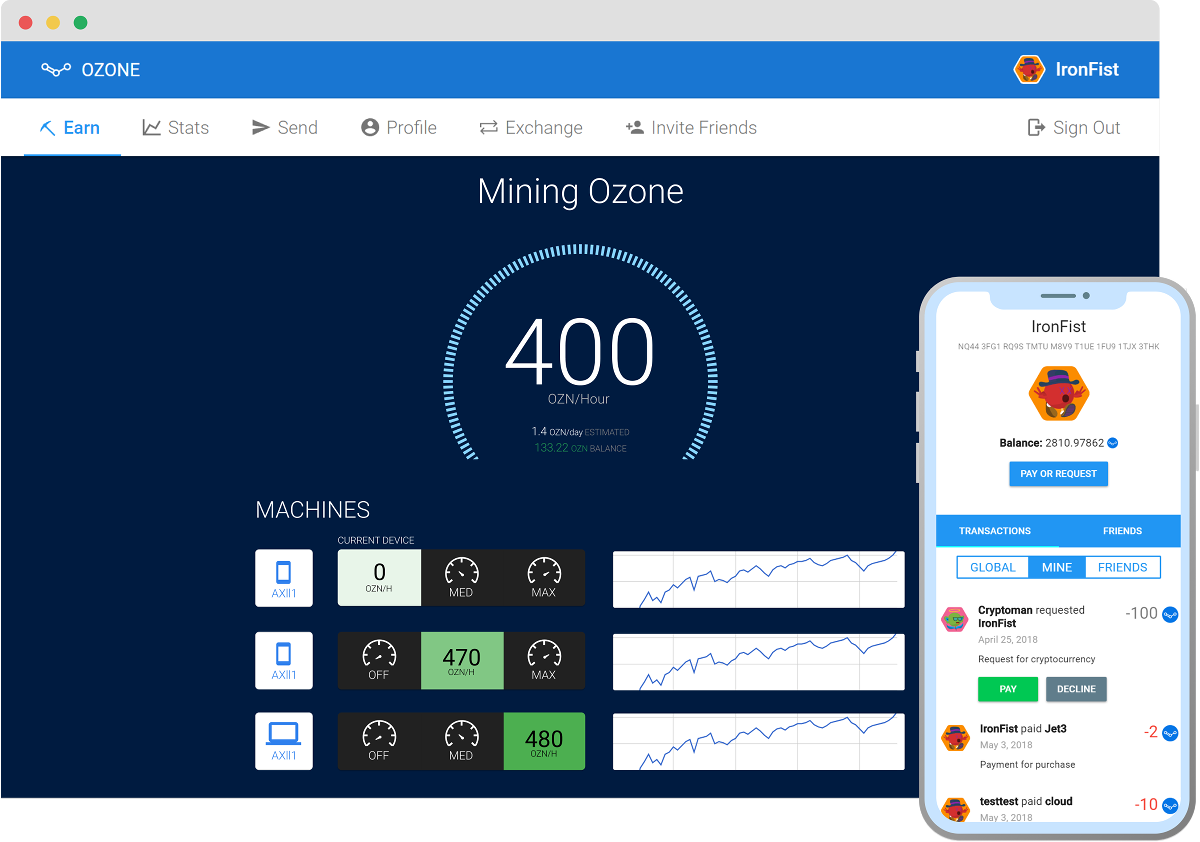 OZONE
IronFist
Earn
Stats
Send
Profile
Exchange
Invite Friends
Sign Out
Mining Ozone
400
OZN/Hour
1.4 OZN/day ESTIMATED
133.22 OZN BALANCE
MACHINES
CURRENT DEVICE
AXII1
0
OZN/H
MED
MAX
AXII1
OFF
470
OZN/H
MAX
AXII1
OFF
MED
480
OZN/H
IronFist
NQ44 3FG1 RQ9S TMTU M8V9 T1UE 1FU9 1TJX 3THK
Balance: 2810.97862
PAY OR REQUEST
TRANSACTIONS
FRIENDS
GLOBAL
MINE
FRIENDS
Cryptoman requested
IronFist
-100
April 25, 2018
Request for cryptocurrency
PAY
DECLINE
IronFist paid Jet3
-2
May 3, 2018
Payment for purchase
testtest paid cloud
-10
May 3, 2018